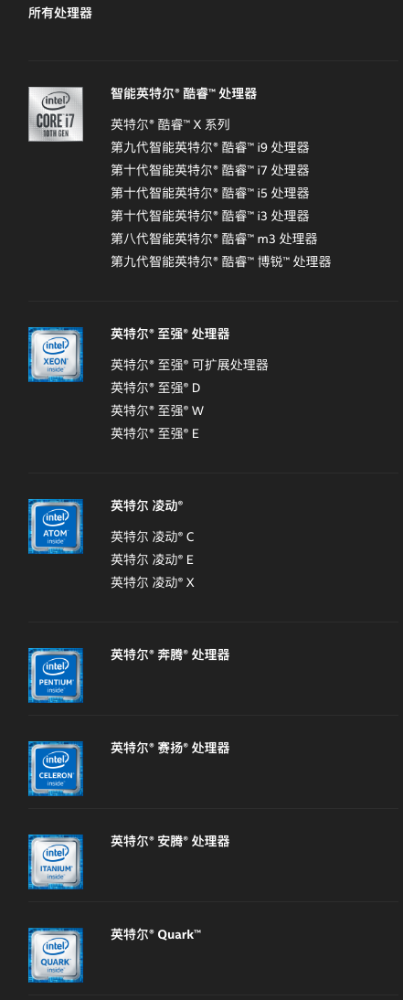 所有处理器
intel
CORE i7
10TH GEN
智能英特尔® 酷睿™ 处理器
英特尔® 酷睿™ X 系列
第九代智能英特尔® 酷睿™ i9 处理器
第十代智能英特尔® 酷睿™ i7 处理器
第十代智能英特尔® 酷睿™ i5 处理器
第十代智能英特尔® 酷睿™ i3 处理器
第八代智能英特尔® 酷睿™ m3 处理器
第九代智能英特尔® 酷睿™ 博锐™ 处理器
intel
XEON
inside
英特尔® 至强® 处理器
英特尔® 至强® 可扩展处理器
英特尔® 至强® D
英特尔® 至强® W
英特尔® 至强® E
intel
ATOM
inside
英特尔 凌动®
英特尔 凌动® C
英特尔 凌动® E
英特尔 凌动® X
intel
PENTIUM
inside
英特尔® 奔腾® 处理器
intel
CELERON
inside
英特尔® 赛扬® 处理器
intel
ITANIUM
inside
英特尔® 安腾® 处理器
intel
QUARK
inside
英特尔® Quark™